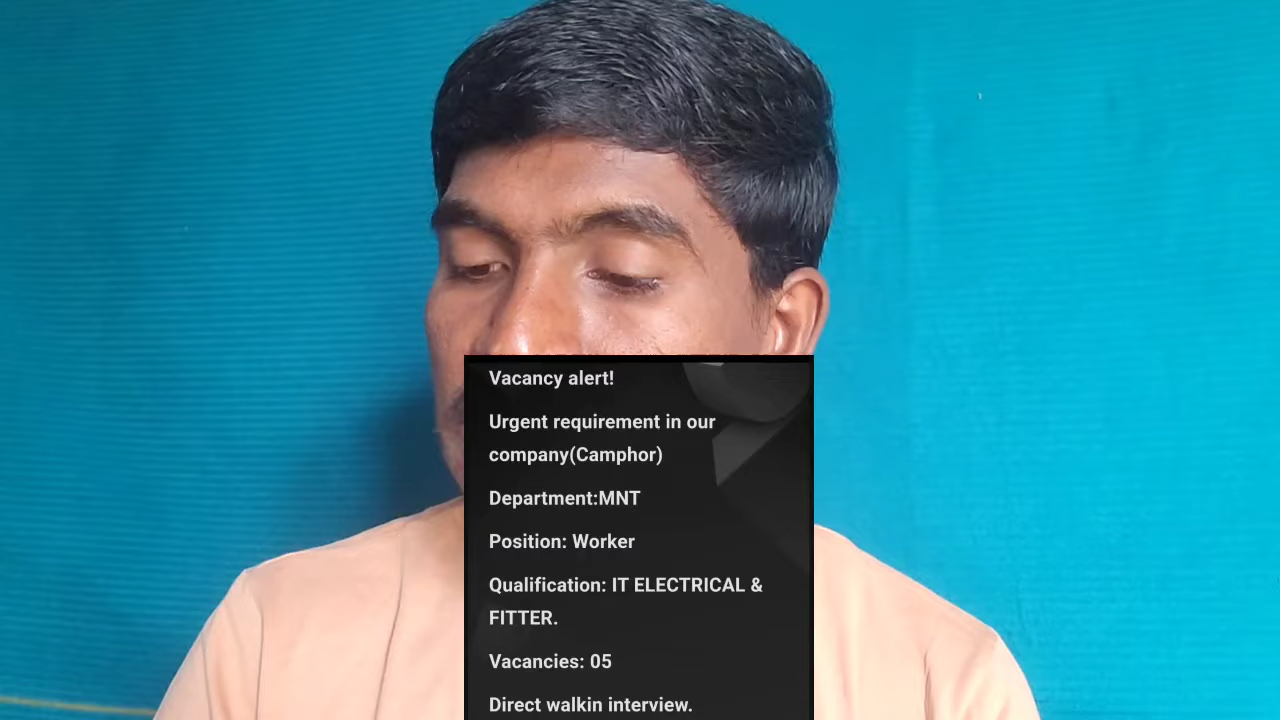 Vacancy alert!
Urgent requirement in our
company(Camphor)
Department:MNT
Position: Worker
Qualification: IT ELECTRICAL &
FITTER.
Vacancies: 05
Direct walkin interview.